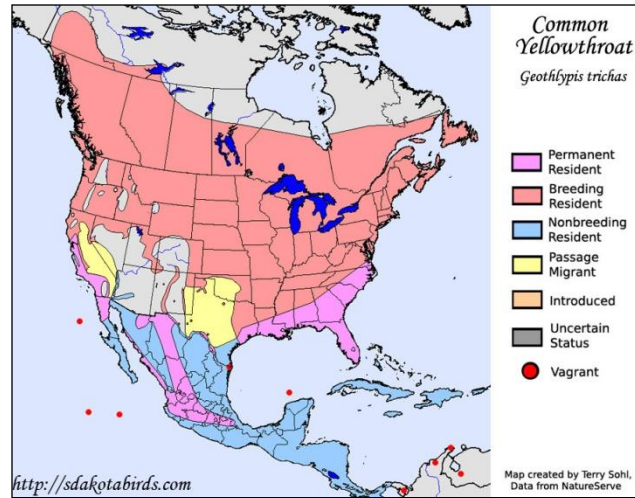 Common
Yellowthroat
Geothlypis trichas
Permanent
Resident
Breeding
Resident
Nonbreeding
Resident
Passage
Migrant
Introduced
Uncertain
Status
Vagrant
http://sdakotabirds.com
Map created by Terry Sohl,
Data from NatureServe